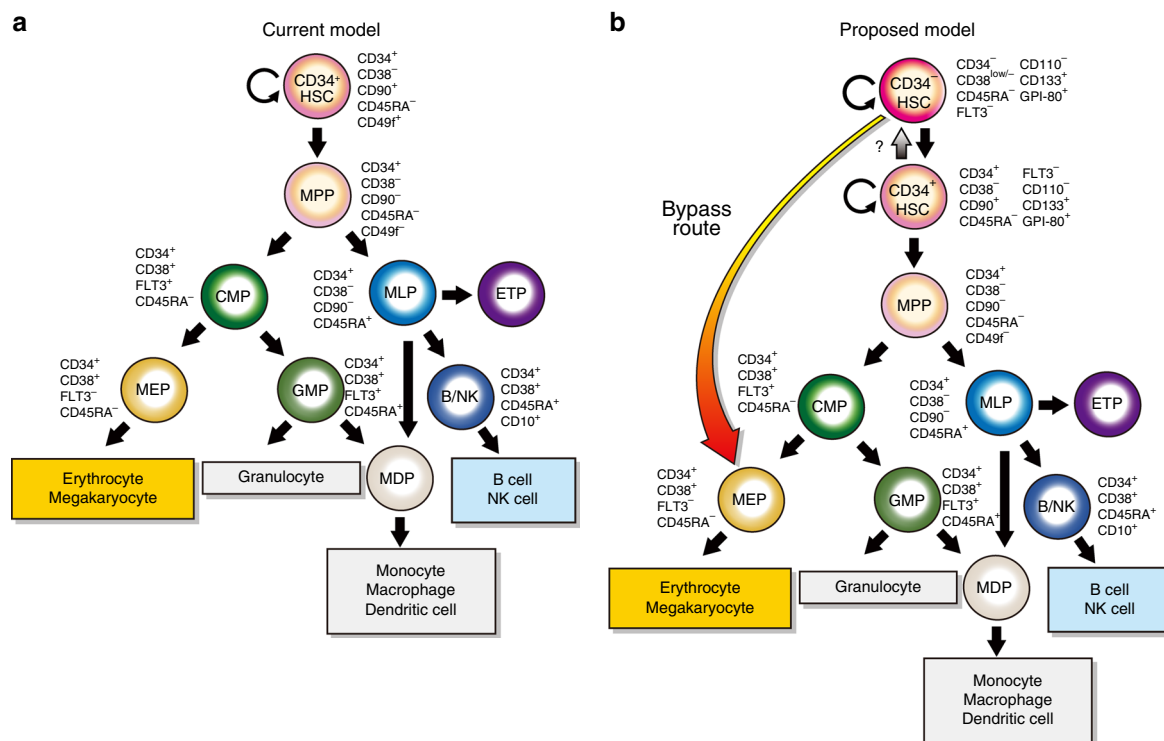 a
Current model
CD34⁺
HSC
CD34⁺
CD38⁻
CD90⁺
CD45RA⁻
CD49f⁺
MPP
CD34⁺
CD38⁻
CD90⁻
CD45RA⁻
CD49f⁻
CD34⁺
CD38⁺
FLT3⁺
CD45RA⁻
CMP
CD34⁺
CD38⁻
CD90⁻
CD45RA⁺
MLP
ETP
CD34⁺
CD38⁺
FLT3⁻
CD45RA⁻
MEP
GMP
CD34⁺
CD38⁺
FLT3⁺
CD45RA⁺
B/NK
CD34⁺
CD38⁺
CD45RA⁺
CD10⁺
Erythrocyte
Megakaryocyte
Granulocyte
MDP
B cell
NK cell
Monocyte
Macrophage
Dendritic cell
b
Proposed model
CD34⁻
HSC
CD34⁻ CD110⁻
CD38low/⁻ CD133⁺
CD45RA⁻ GPI-80⁺
FLT3⁻
?
Bypass
route
CD34⁺
HSC
CD34⁺ FLT3⁻
CD38⁻ CD110⁻
CD90⁺ CD133⁺
CD45RA⁻ GPI-80⁺
MPP
CD34⁺
CD38⁻
CD90⁻
CD45RA⁻
CD49f⁻
CD34⁺
CD38⁺
FLT3⁺
CD45RA⁻
CMP
CD34⁺
CD38⁻
CD90⁻
CD45RA⁺
MLP
ETP
CD34⁺
CD38⁺
FLT3⁻
CD45RA⁻
MEP
GMP
CD34⁺
CD38⁺
FLT3⁺
CD45RA⁺
B/NK
CD34⁺
CD38⁺
CD45RA⁺
CD10⁺
Erythrocyte
Megakaryocyte
Granulocyte
MDP
B cell
NK cell
Monocyte
Macrophage
Dendritic cell